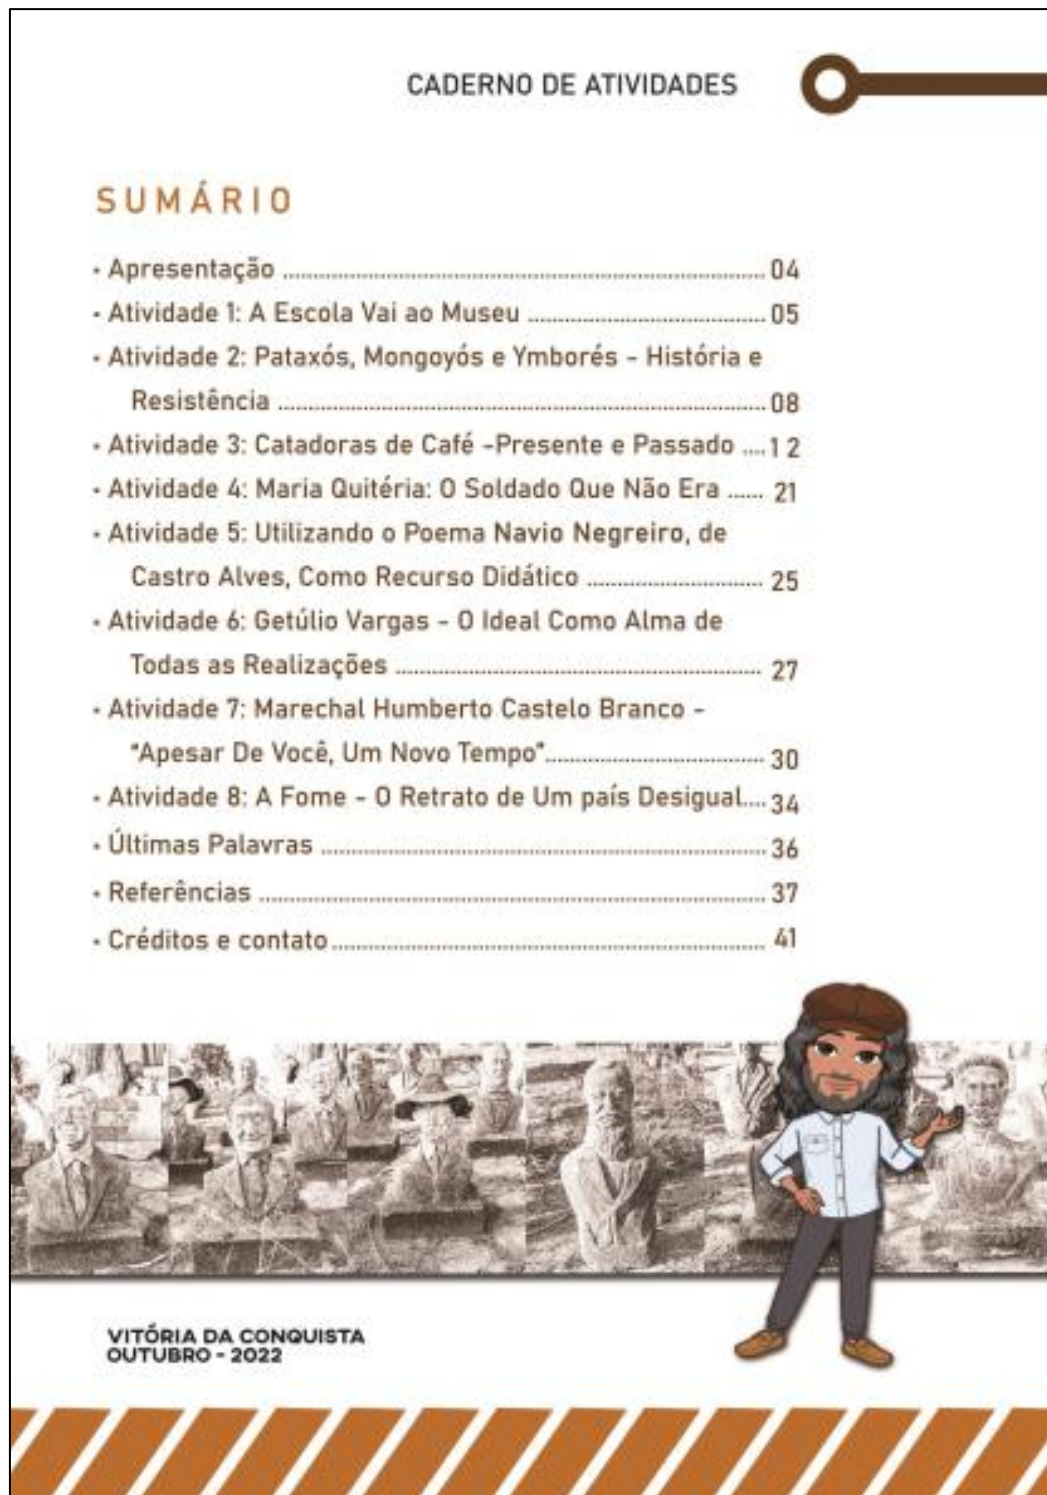 CADERNO DE ATIVIDADES
SUMÁRIO
• Apresentação ........ 04
• Atividade 1: A Escola Vai ao Museu ........ 05
• Atividade 2: Pataxós, Mongoyós e Ymborés - História e
Resistência ........ 08
• Atividade 3: Catadoras de Café -Presente e Passado ....1 2
• Atividade 4: Maria Quitéria: O Soldado Que Não Era ...... 21
• Atividade 5: Utilizando o Poema Navio Negreiro, de
Castro Alves, Como Recurso Didático ........ 25
• Atividade 6: Getúlio Vargas - O Ideal Como Alma de
Todas as Realizações ........ 27
• Atividade 7: Marechal Humberto Castelo Branco -
"Apesar De Você, Um Novo Tempo"........ 30
• Atividade 8: A Fome - O Retrato de Um país Desigual.... 34
• Últimas Palavras ........ 36
• Referências ........ 37
• Créditos e contato ........ 41
VITÓRIA DA CONQUISTA
OUTUBRO - 2022